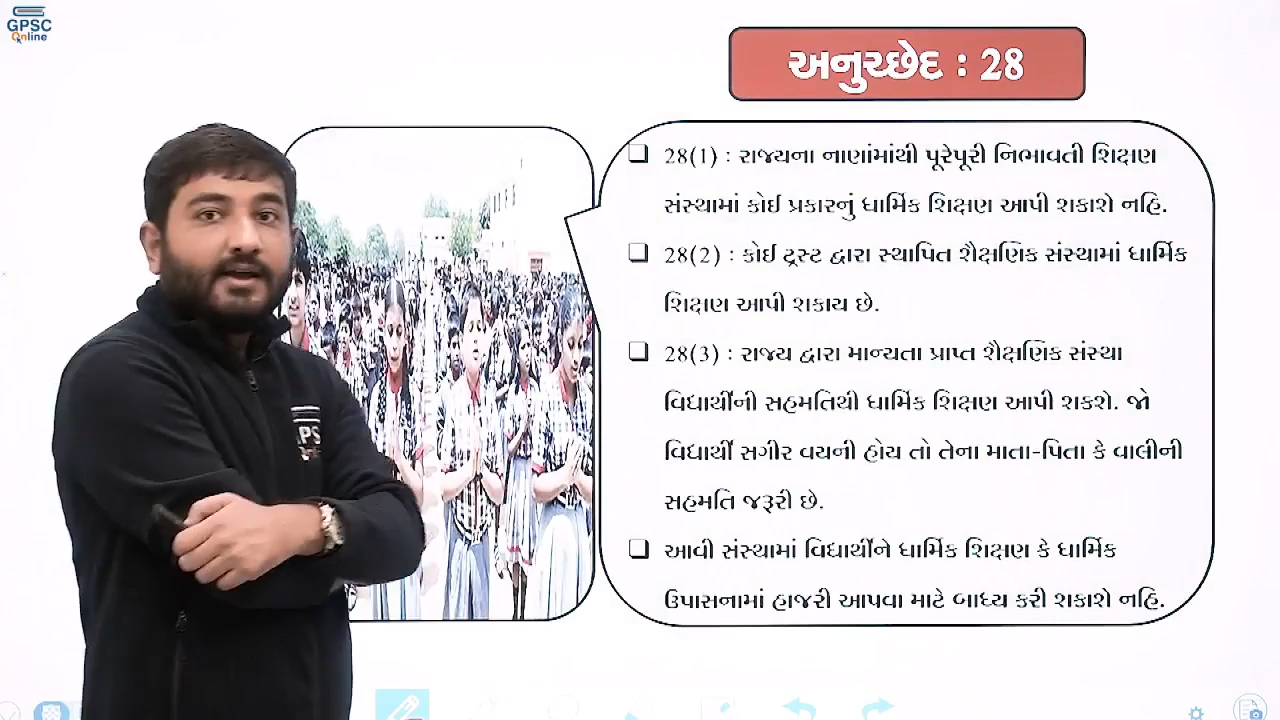 GPSC
Online
અનુચ્છેદ : 28
28(1) : રાજ્યના નાણાંમાંથી પૂરેપૂરી નિભાવતી શિક્ષણ
સંસ્થામાં કોઈ પ્રકારનું ધાર્મિક શિક્ષણ આપી શકાશે નહિ.
28(2) : કોઈ ટ્રસ્ટ દ્વારા સ્થાપિત શૈક્ષણિક સંસ્થામાં ધાર્મિક
શિક્ષણ આપી શકાય છે.
28(3) : રાજ્ય દ્વારા માન્યતા પ્રાપ્ત શૈક્ષણિક સંસ્થા
વિદ્યાર્થીની સહમતિથી ધાર્મિક શિક્ષણ આપી શકશે. જો
વિદ્યાર્થી સગીર વયની હોય તો તેના માતા-પિતા કે વાલીની
સહમતિ જરૂરી છે.
આવી સંસ્થામાં વિદ્યાર્થીને ધાર્મિક શિક્ષણ કે ધાર્મિક
ઉપાસનામાં હાજરી આપવા માટે બાધ્ય કરી શકાશે નહિ.